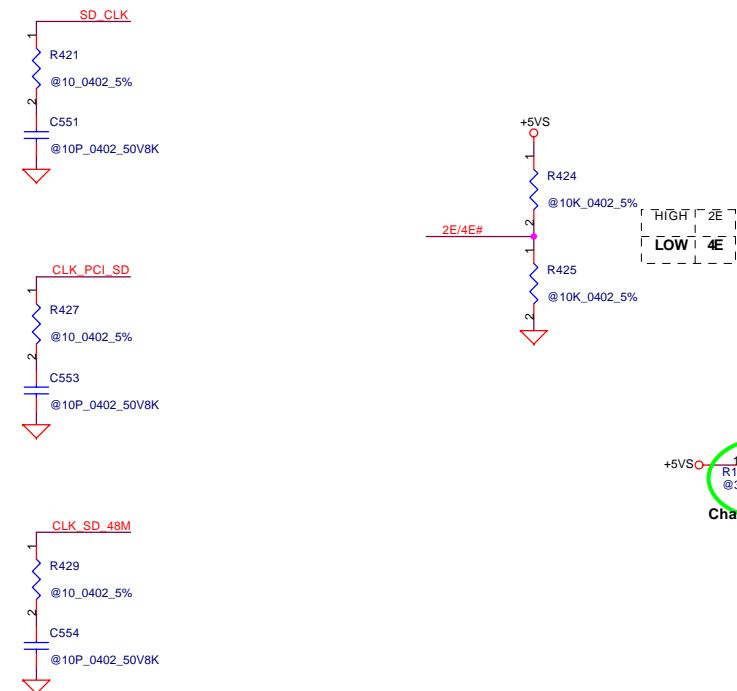 SD_CLK
1
R421
@10_0402_5%
2
C551
@10P_0402_50V8K
CLK_PCI_SD
1
R427
@10_0402_5%
2
C553
@10P_0402_50V8K
CLK_SD_48M
1
R429
@10_0402_5%
2
C554
@10P_0402_50V8K
+5VS
1
R424
@10K_0402_5%
2
2E/4E#
1
R425
@10K_0402_5%
2
HIGH 2E
LOW 4E
+5VS
1